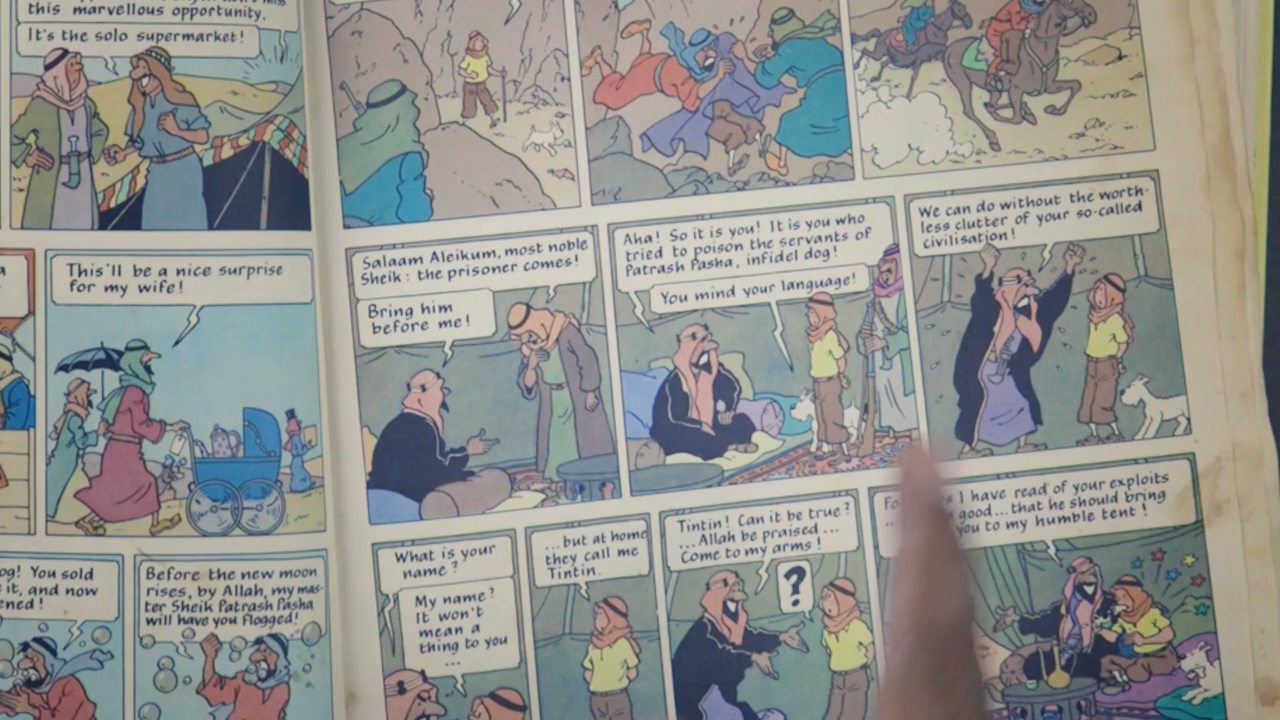 this marvellous opportunity.
It's the solo supermarket!
This'll be a nice surprise
for my wife!
You sold
it, and now
Before the new moon
rises, by Allah, my mas-
ter Sheik Patrash Pasha
will have you flogged!
Salaam Aleikum, most noble
Sheik: the prisoner comes!
Bring him
before me!
Aha! So it is you! It is you who
tried to poison the servants of
Patrash Pasha, infidel dog!
You mind your language!
We can do without the worth-
less clutter of your so-called
civilisation!
What is your
name?
My name?
It won't
mean a
thing to you
...
...but at home
they call me
Tintin.
Tintin! Can it be true?
...Allah be praised...
Come to my arms!
?
I have read of your exploits
good...that he should bring
you to my humble tent!